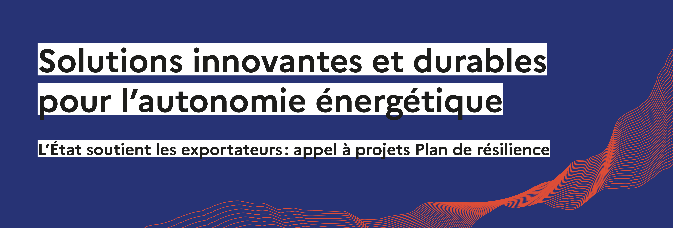 Solutions innovantes et durables
pour l’autonomie énergétique
L’État soutient les exportateurs : appel à projets Plan de résilience